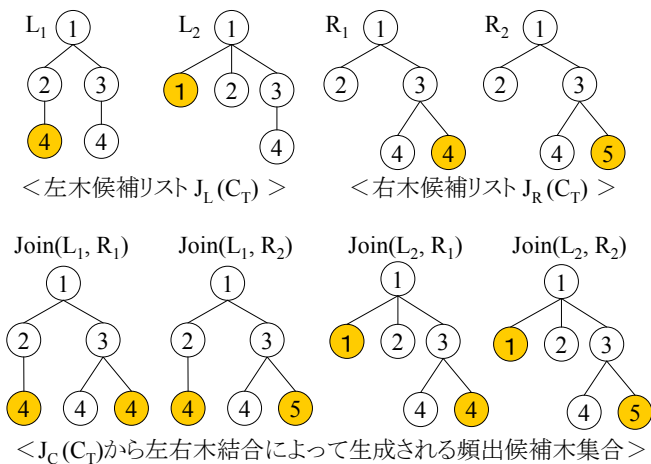 L1 1 L2 1 R1 1 R2 1
2 3 1 2 3 2 3 2 3
4 4 4 4 4 4 5
＜左木候補リスト JL(CT)＞ ＜右木候補リスト JR(CT)＞
Join(L1, R1) Join(L1, R2) Join(L2, R1) Join(L2, R2)
1 1 1 1
2 3 2 3 1 2 3 1 2 3
4 4 4 4 4 5 4 4 4 5
＜JC(CT)から左右木結合によって生成される頻出候補木集合＞